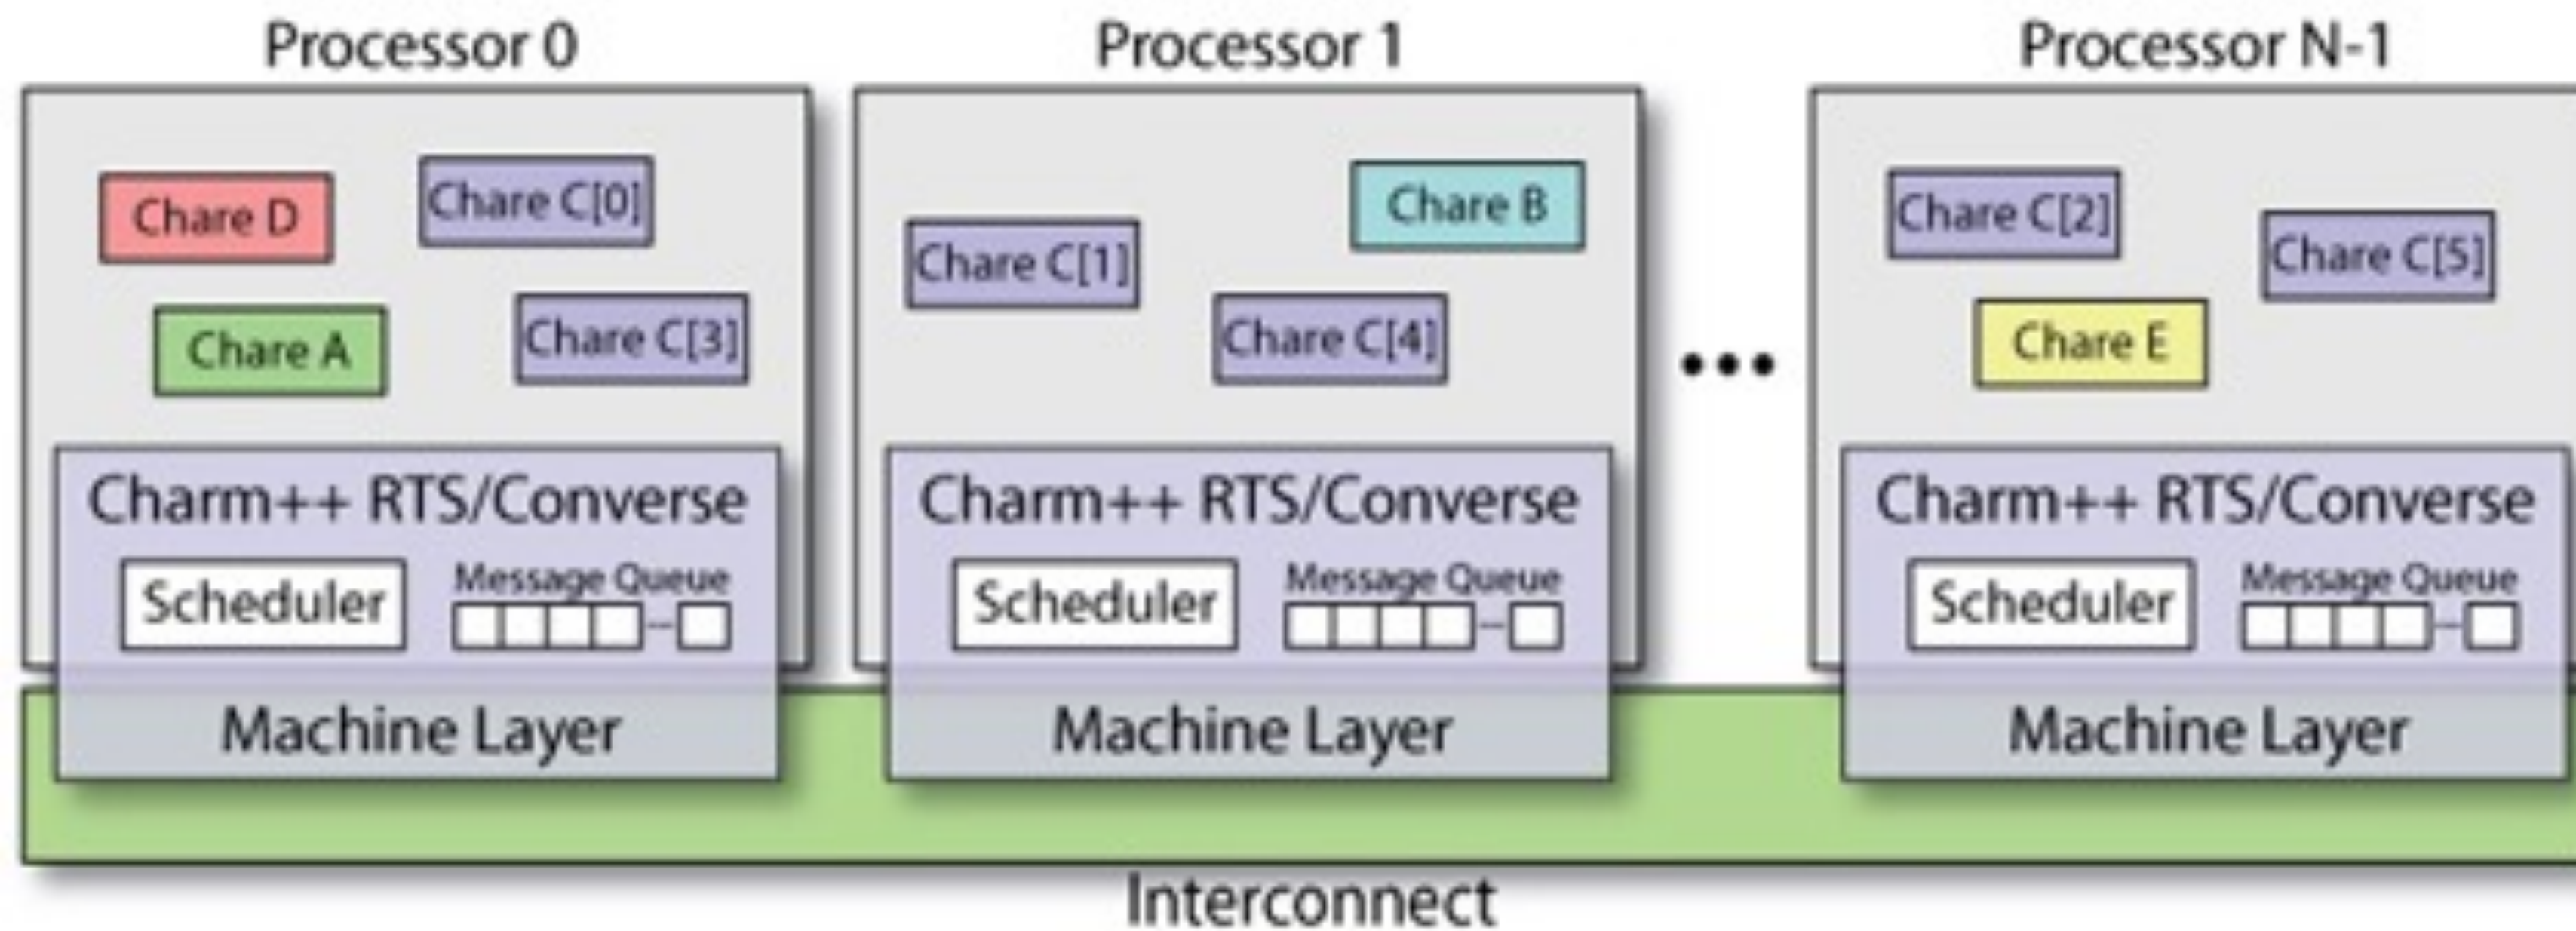 Processor 0
Processor 1
Processor N-1
Chare D
Chare C[0]
Chare A
Chare C[3]
Chare C[1]
Chare B
Chare C[4]
•••
Chare C[2]
Chare C[5]
Chare E
Charm++ RTS/Converse
Scheduler
Message Queue
Machine Layer
Charm++ RTS/Converse
Scheduler
Message Queue
Machine Layer
Charm++ RTS/Converse
Scheduler
Message Queue
Machine Layer
Interconnect